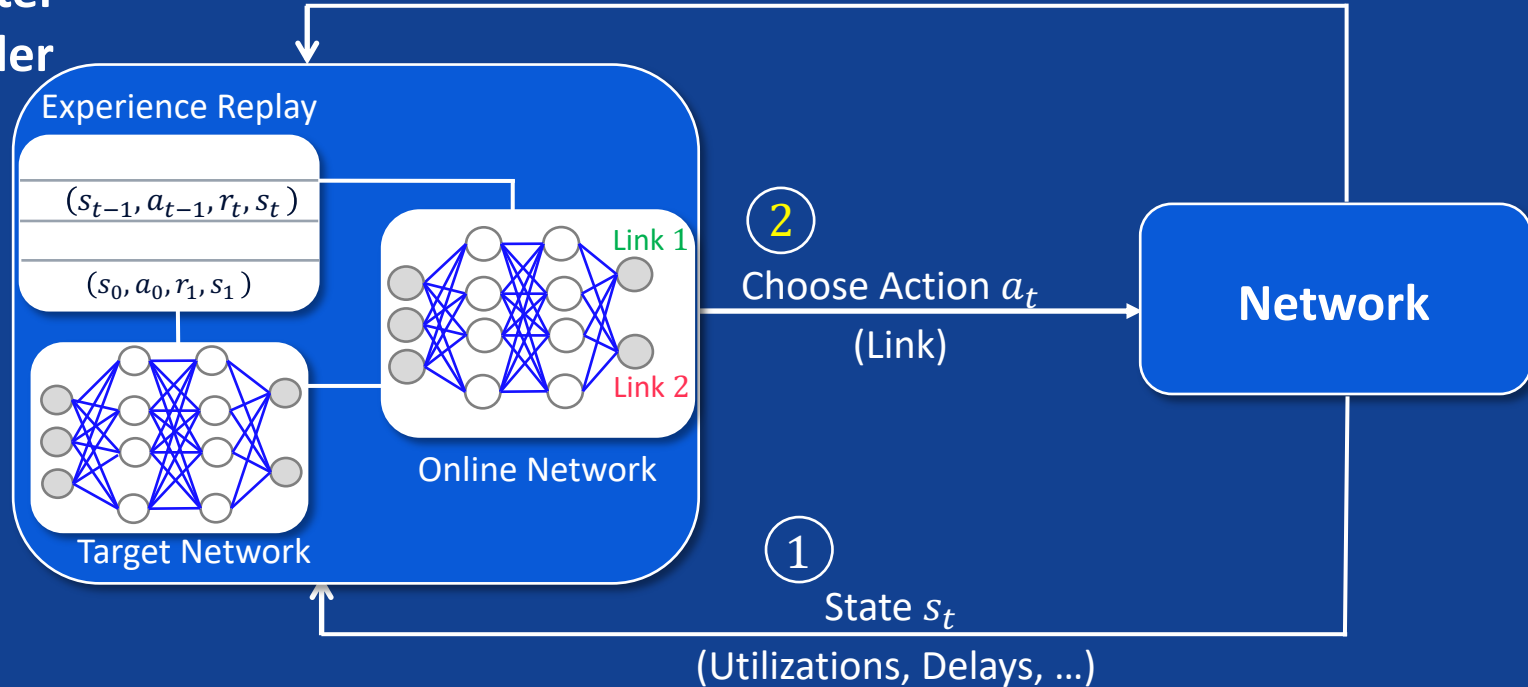 Experience Replay
(s_{t−1}, a_{t−1}, r_t, s_t )
(s_0, a_0, r_1, s_1 )
Link 1
Link 2
Online Network
Target Network
2
Choose Action a_t
(Link)
Network
1
State s_t
(Utilizations, Delays, …)